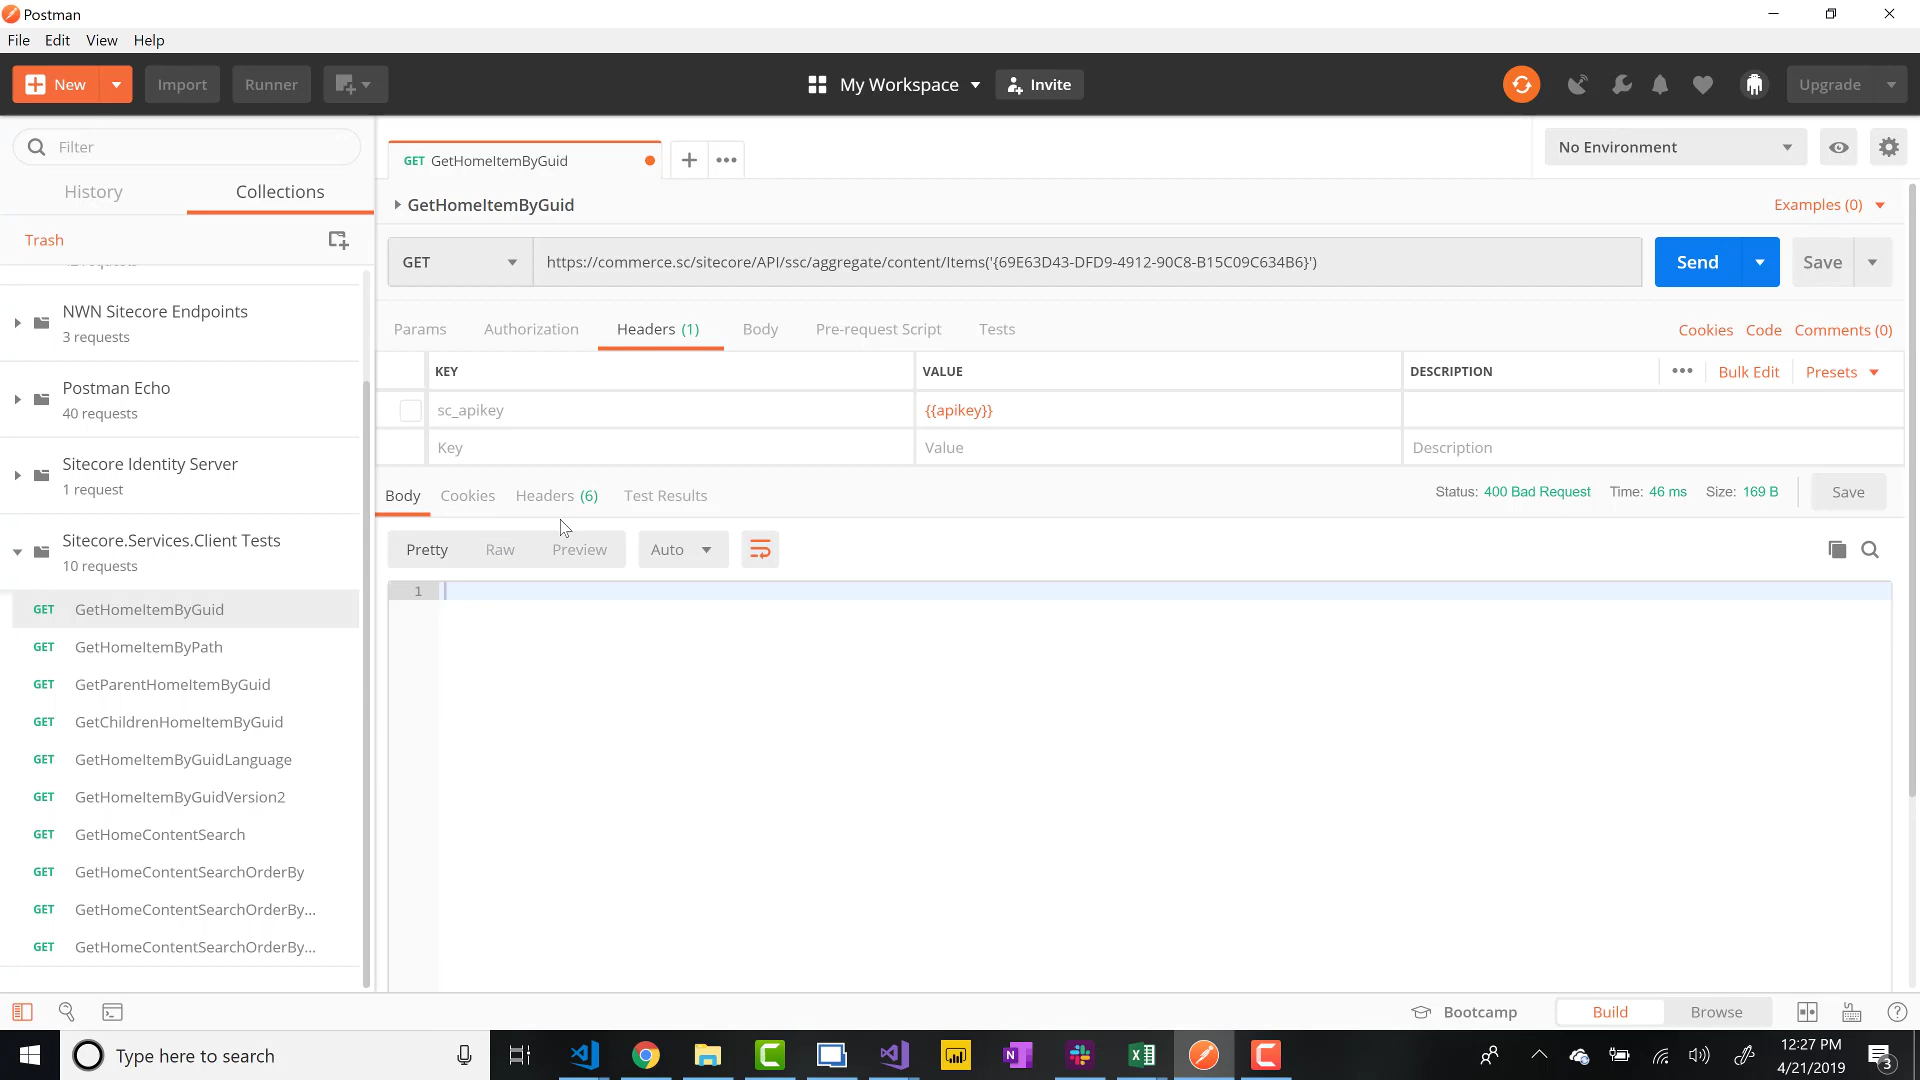 Postman
File Edit View Help
New Import Runner My Workspace Invite Upgrade
Filter
History Collections
Trash
NWN Sitecore Endpoints
3 requests
Postman Echo
40 requests
Sitecore Identity Server
1 request
Sitecore.Services.Client Tests
10 requests
GET GetHomeItemByGuid
GET GetHomeItemByPath
GET GetParentHomeItemByGuid
GET GetChildrenHomeItemByGuid
GET GetHomeItemByGuidLanguage
GET GetHomeItemByGuidVersion2
GET GetHomeContentSearch
GET GetHomeContentSearchOrderBy
GET GetHomeContentSearchOrderBy...
GET GetHomeContentSearchOrderBy...
GET GetHomeItemByGuid
No Environment
GetHomeItemByGuid
Examples (0)
GET https://commerce.sc/sitecore/API/ssc/aggregate/content/Items('{69E63D43-DFD9-4912-90C8-B15C09C634B6}')
Send Save
Params Authorization Headers (1) Body Pre-request Script Tests
Cookies Code Comments (0)
KEY VALUE DESCRIPTION
Bulk Edit Presets
sc_apikey {{apikey}}
Key Value Description
Body Cookies Headers (6) Test Results
Status: 400 Bad Request Time: 46 ms Size: 169 B
Save
Pretty Raw Preview Auto
1
Bootcamp Build Browse
Type here to search
12:27 PM
4/21/2019
3